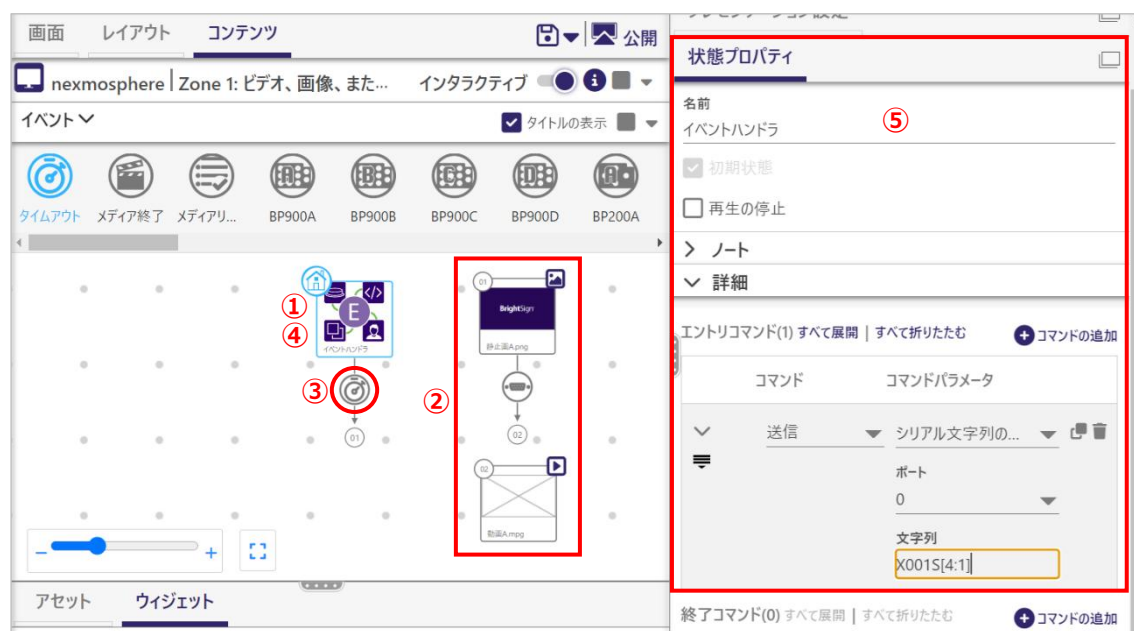 画面 レイアウト コンテンツ 公開
nexmosphere Zone 1: ビデオ、画像、また… インタラクティブ
イベント タイトルの表示
タイムアウト メディア終了 メディアリ... BP900A BP900B BP900C BP900D BP200A
①
④
③
②
E
イベントハンドラ
01
01
BrightSign
静止画A.png
02
02
動画A.mpg
アセット ウィジェット
状態プロパティ
名前
イベントハンドラ
⑤
初期状態
再生の停止
ノート
詳細
エントリコマンド(1) すべて展開 | すべて折りたたむ コマンドの追加
コマンド コマンドパラメータ
送信 シリアル文字列の...
ポート
0
文字列
X001S[4:1]
終了コマンド(0) すべて展開 | すべて折りたたむ コマンドの追加